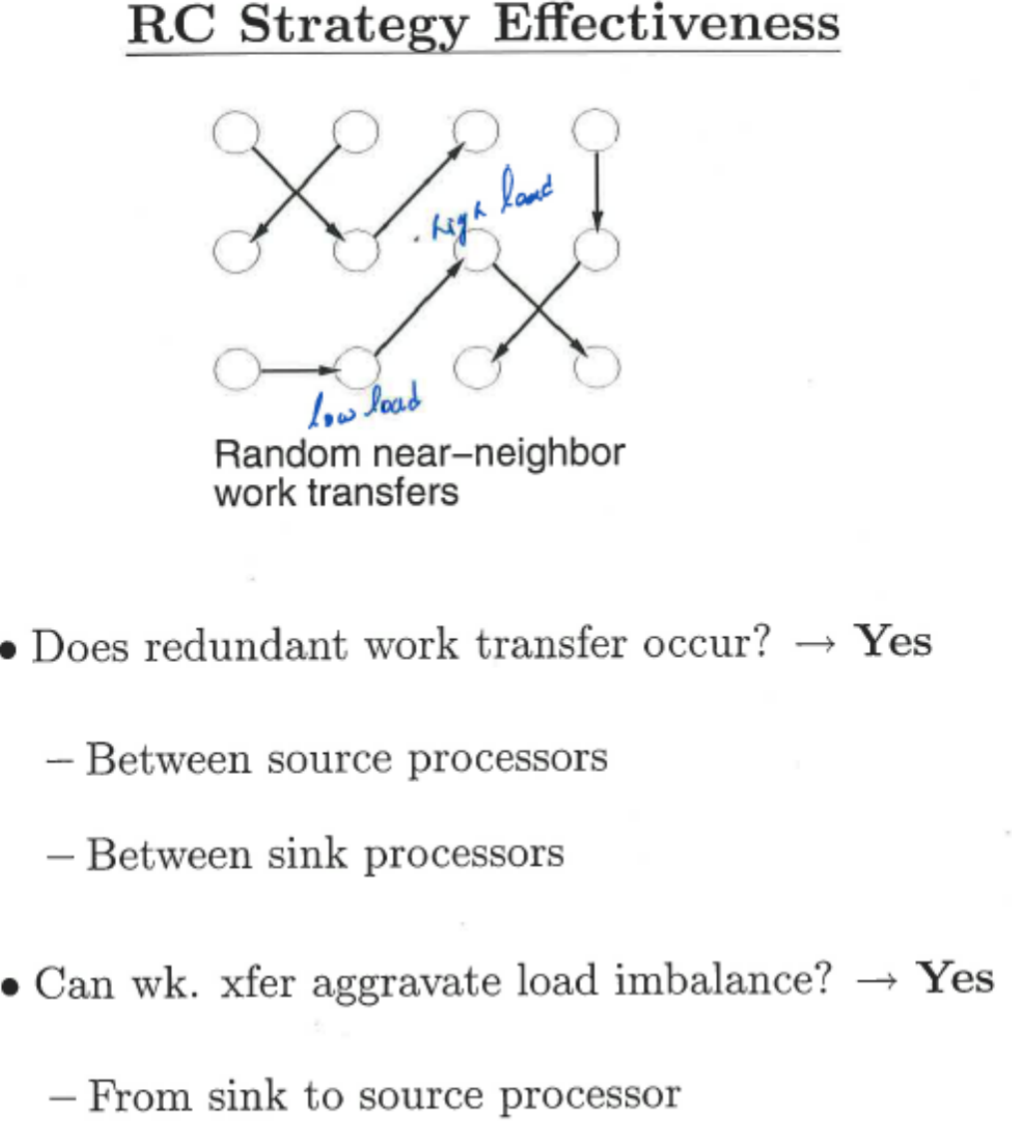 RC Strategy Effectiveness
. high load
low load
Random near–neighbor
work transfers
• Does redundant work transfer occur? → Yes
– Between source processors
– Between sink processors
• Can wk. xfer aggravate load imbalance? → Yes
– From sink to source processor